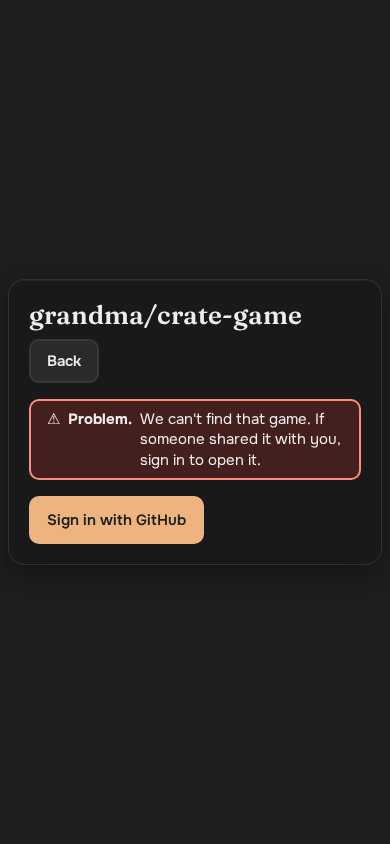 grandma/crate-game
Back
⚠ Problem. We can't find that game. If
someone shared it with you,
sign in to open it.
Sign in with GitHub